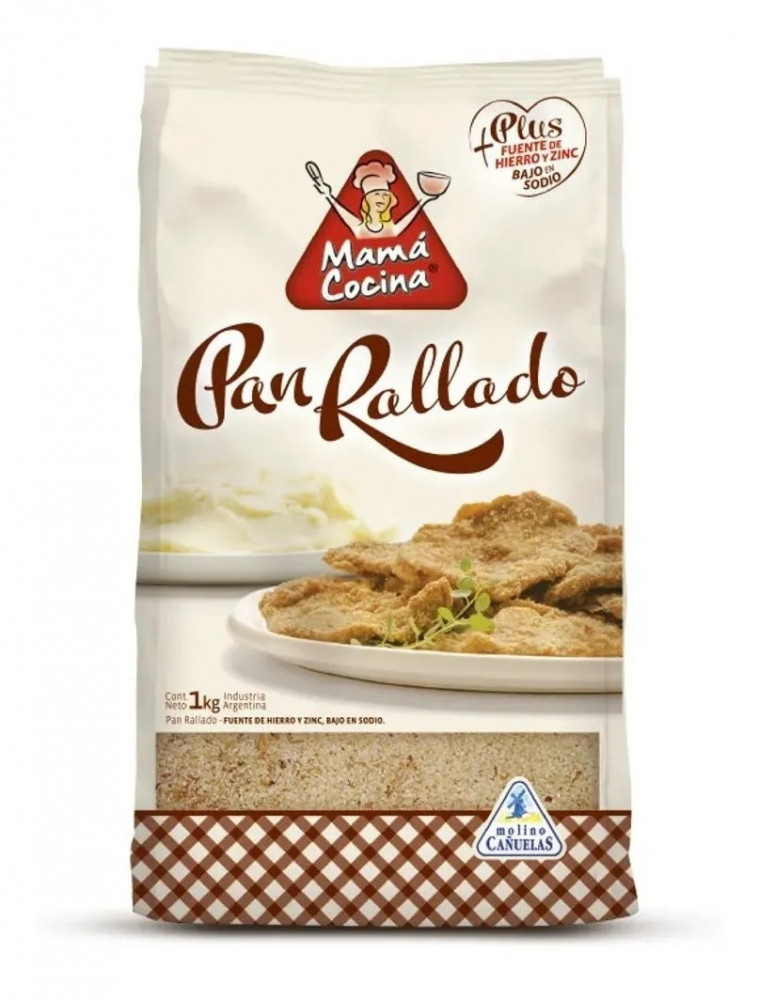 +Plus
FUENTE DE
HIERRO Y ZINC
BAJO EN
SODIO
Mamá
Cocina®
Pan Rallado
Cont. Neto 1kg Industria Argentina
Pan Rallado - FUENTE DE HIERRO Y ZINC, BAJO EN SODIO.
molino
CAÑUELAS